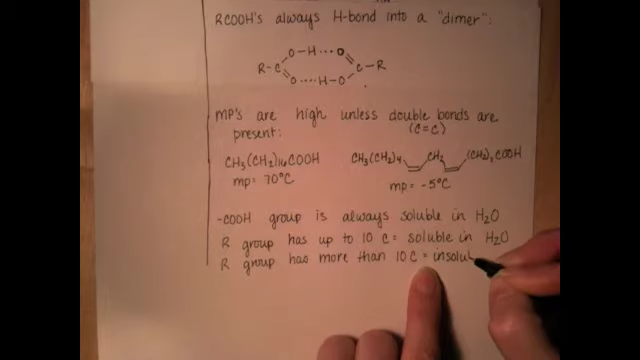 RCOOH's always H-bond into a "dimer":
O-H···O
R-C C-R
O····H-O
MP's are high unless double bonds are
(C=C)
present:
CH3(CH2)16COOH CH3(CH2)4 CH2 (CH2)7COOH
mp= 70°C mp= -5°C
-COOH group is always soluble in H2O
R group has up to 10 C = soluble in H2O
R group has more than 10 C = insolu